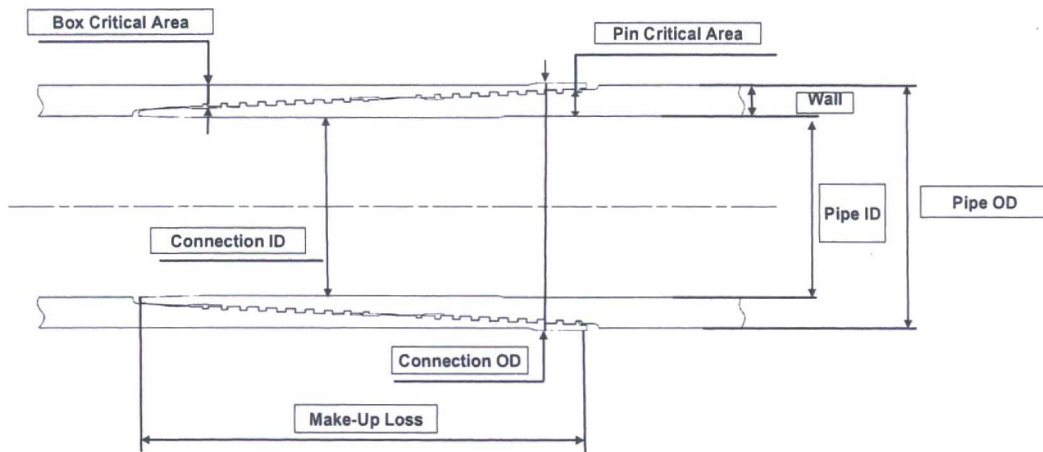 Box Critical Area
Pin Critical Area
Wall
Pipe ID
Pipe OD
Connection ID
Connection OD
Make-Up Loss